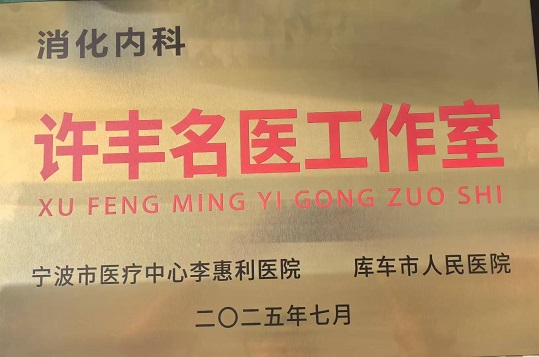 消化内科
许丰名医工作室
XU FENG MING YI GONG ZUO SHI
宁波市医疗中心李惠利医院 库车市人民医院
二〇二五年七月